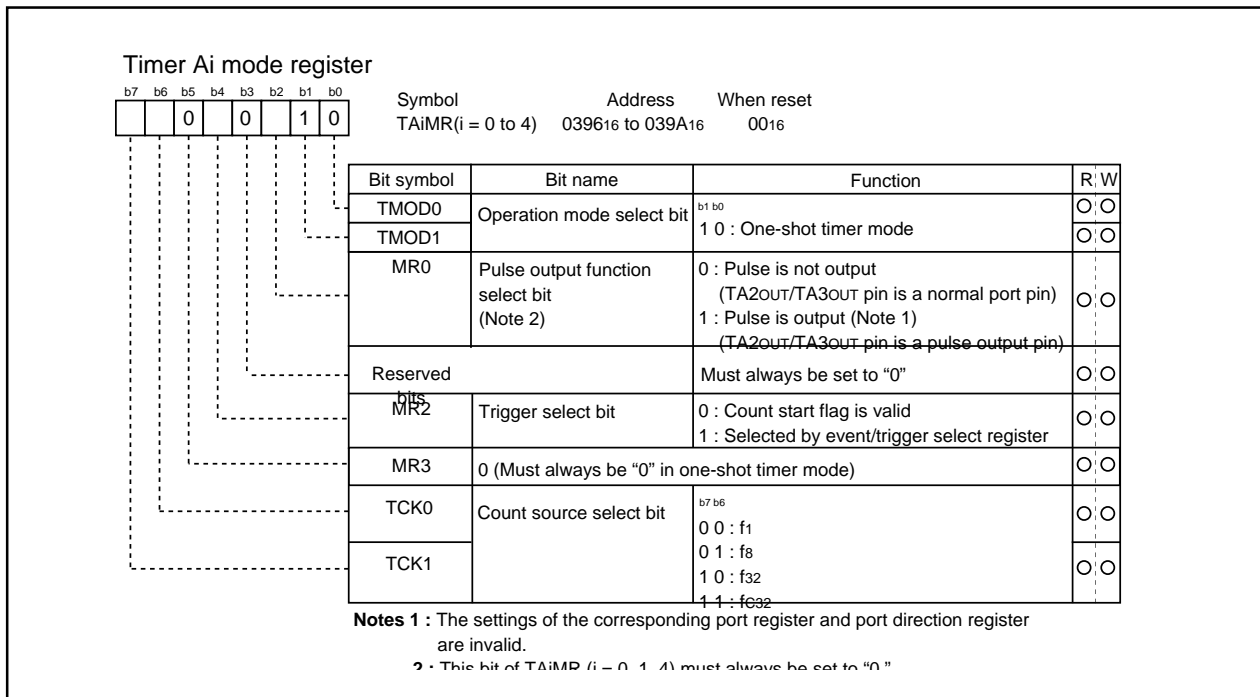 Timer Ai mode register
b7 b6 b5 b4 b3 b2 b1 b0
0 0 1 0
Symbol Address When reset
TAiMR(i = 0 to 4) 039616 to 039A16 0016
Bit symbol Bit name Function R W
TMOD0 Operation mode select bit b1 b0
TMOD1 1 0 : One-shot timer mode
MR0 Pulse output function 0 : Pulse is not output
select bit (TA2OUT/TA3OUT pin is a normal port pin)
(Note 2) 1 : Pulse is output (Note 1)
(TA2OUT/TA3OUT pin is a pulse output pin)
Reserved Must always be set to “0”
bits
MR2 Trigger select bit 0 : Count start flag is valid
1 : Selected by event/trigger select register
MR3 0 (Must always be “0” in one-shot timer mode)
TCK0 Count source select bit b7 b6
0 0 : f1
0 1 : f8
TCK1 1 0 : f32
1 1 : fC32
Notes 1 : The settings of the corresponding port register and port direction register
are invalid.
2 : This bit of TAiMR (i = 0, 1, 4) must always be set to “0.”